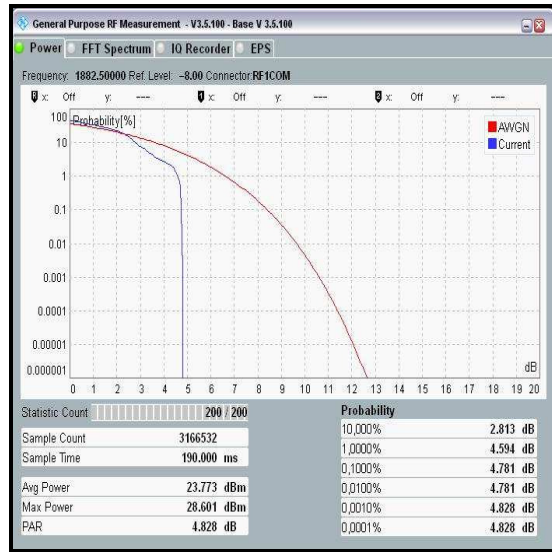 General Purpose RF Measurement - V3.5.100 - Base V 3.5.100
Power FFT Spectrum IQ Recorder EPS
Frequency: 1882.50000 Ref. Level: -8.00 Connector:RF1COM
x: Off y: --- x: Off y: --- x: Off y: ---
Probability[%]
AWGN
Current
100
10
1
0.1
0.01
0.001
0.0001
0.00001
0.000001
dB
0 1 2 3 4 5 6 7 8 9 10 11 12 13 14 15 16 17 18 19 20
Statistic Count 200 / 200
Sample Count 3166532
Sample Time 190.000 ms
Avg Power 23.773 dBm
Max Power 28.601 dBm
PAR 4.828 dB
Probability
10,000% 2.813 dB
1,0000% 4.594 dB
0,1000% 4.781 dB
0,0100% 4.781 dB
0,0010% 4.828 dB
0,0001% 4.828 dB